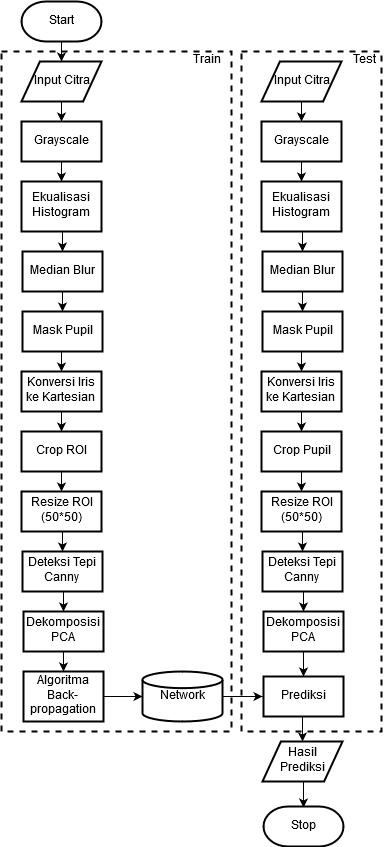 Start
Train
Input Citra
Grayscale
Ekualisasi
Histogram
Median Blur
Mask Pupil
Konversi Iris
ke Kartesian
Crop ROI
Resize ROI
(50*50)
Deteksi Tepi
Canny
Dekomposisi
PCA
Algoritma
Back-
propagation
Network
Test
Input Citra
Grayscale
Ekualisasi
Histogram
Median Blur
Mask Pupil
Konversi Iris
ke Kartesian
Crop Pupil
Resize ROI
(50*50)
Deteksi Tepi
Canny
Dekomposisi
PCA
Prediksi
Hasil
Prediksi
Stop